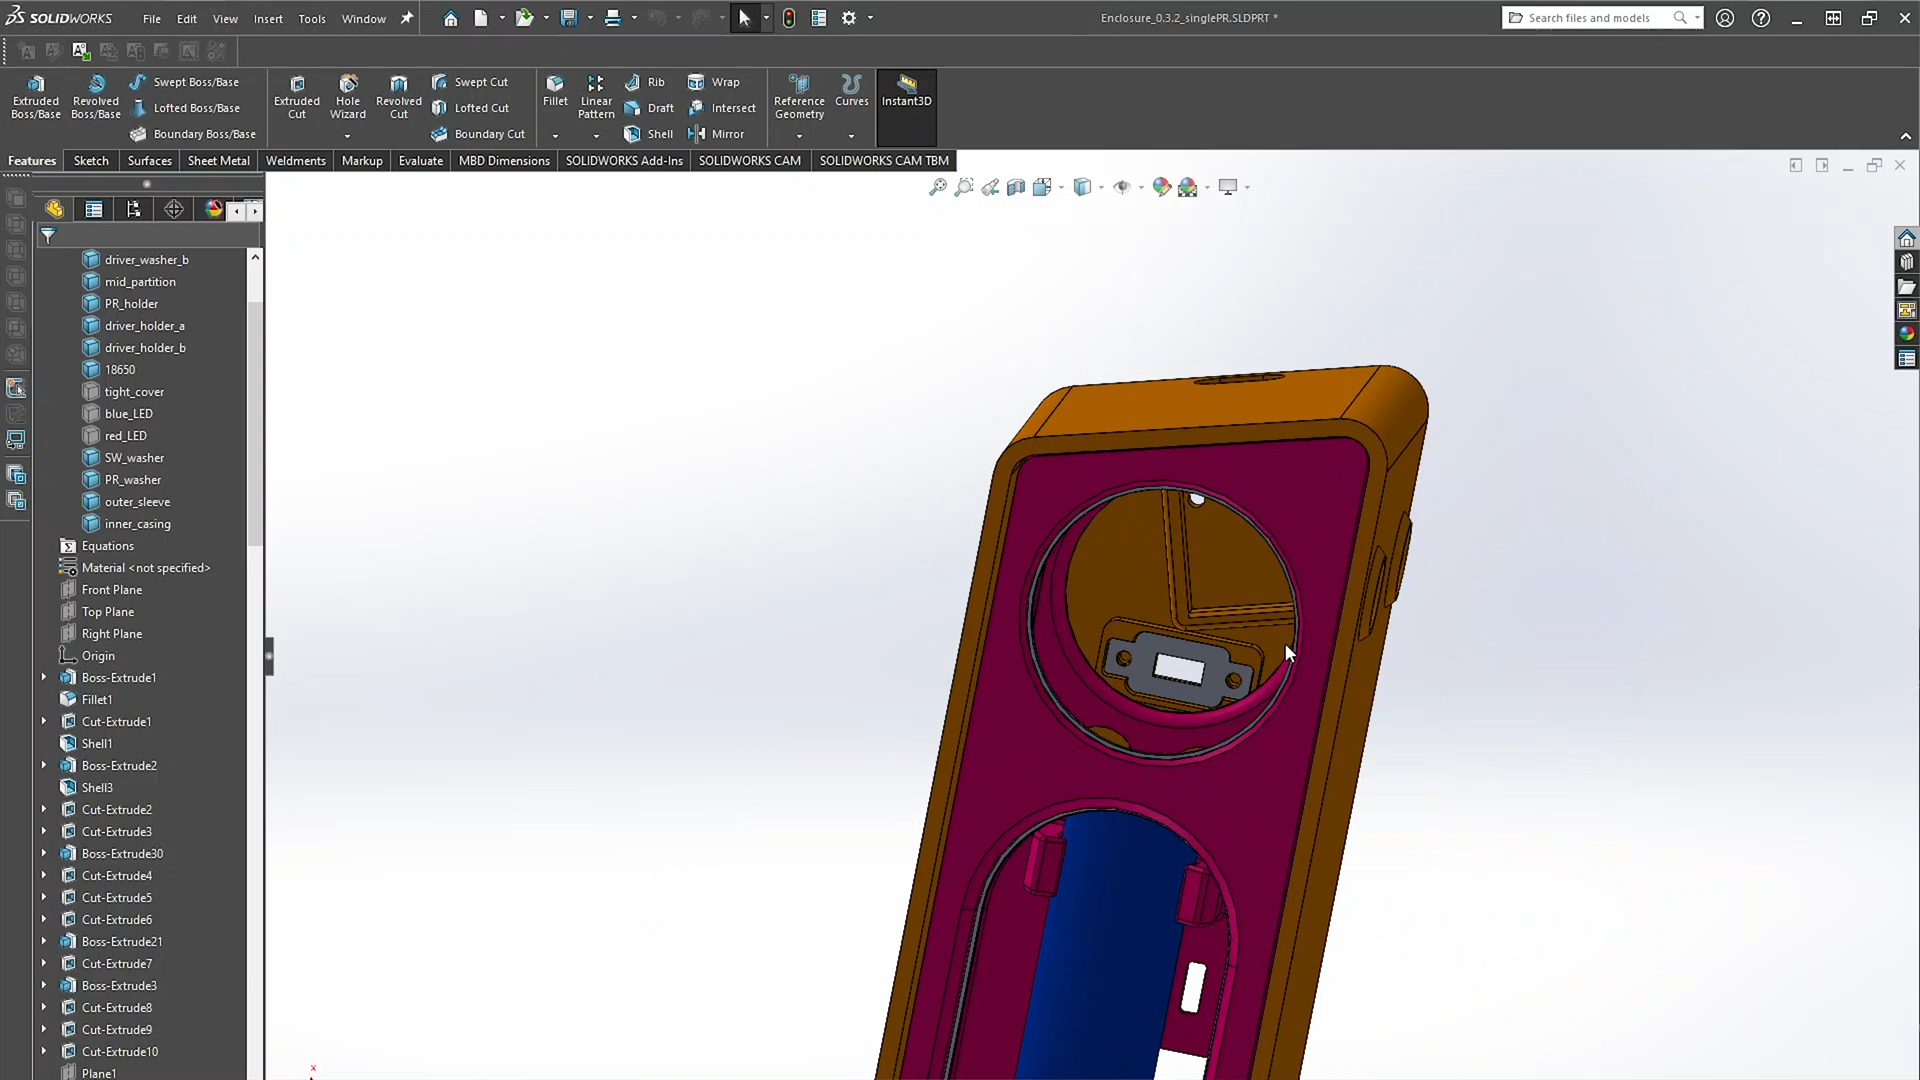 SOLIDWORKS File Edit View Insert Tools Window
Enclosure_0.3.2_singlePR.SLDPRT *
Search files and models
Extruded Boss/Base
Revolved Boss/Base
Swept Boss/Base
Lofted Boss/Base
Boundary Boss/Base
Extruded Cut
Hole Wizard
Revolved Cut
Swept Cut
Lofted Cut
Boundary Cut
Fillet
Linear Pattern
Rib
Draft
Shell
Wrap
Intersect
Mirror
Reference Geometry
Curves
Instant3D
Features Sketch Surfaces Sheet Metal Weldments Markup Evaluate MBD Dimensions SOLIDWORKS Add-Ins SOLIDWORKS CAM SOLIDWORKS CAM TBM
driver_washer_b
mid_partition
PR_holder
driver_holder_a
driver_holder_b
18650
tight_cover
blue_LED
red_LED
SW_washer
PR_washer
outer_sleeve
inner_casing
Equations
Material <not specified>
Front Plane
Top Plane
Right Plane
Origin
Boss-Extrude1
Fillet1
Cut-Extrude1
Shell1
Boss-Extrude2
Shell3
Cut-Extrude2
Cut-Extrude3
Boss-Extrude30
Cut-Extrude4
Cut-Extrude5
Cut-Extrude6
Boss-Extrude21
Cut-Extrude7
Boss-Extrude3
Cut-Extrude8
Cut-Extrude9
Cut-Extrude10
Plane1
x